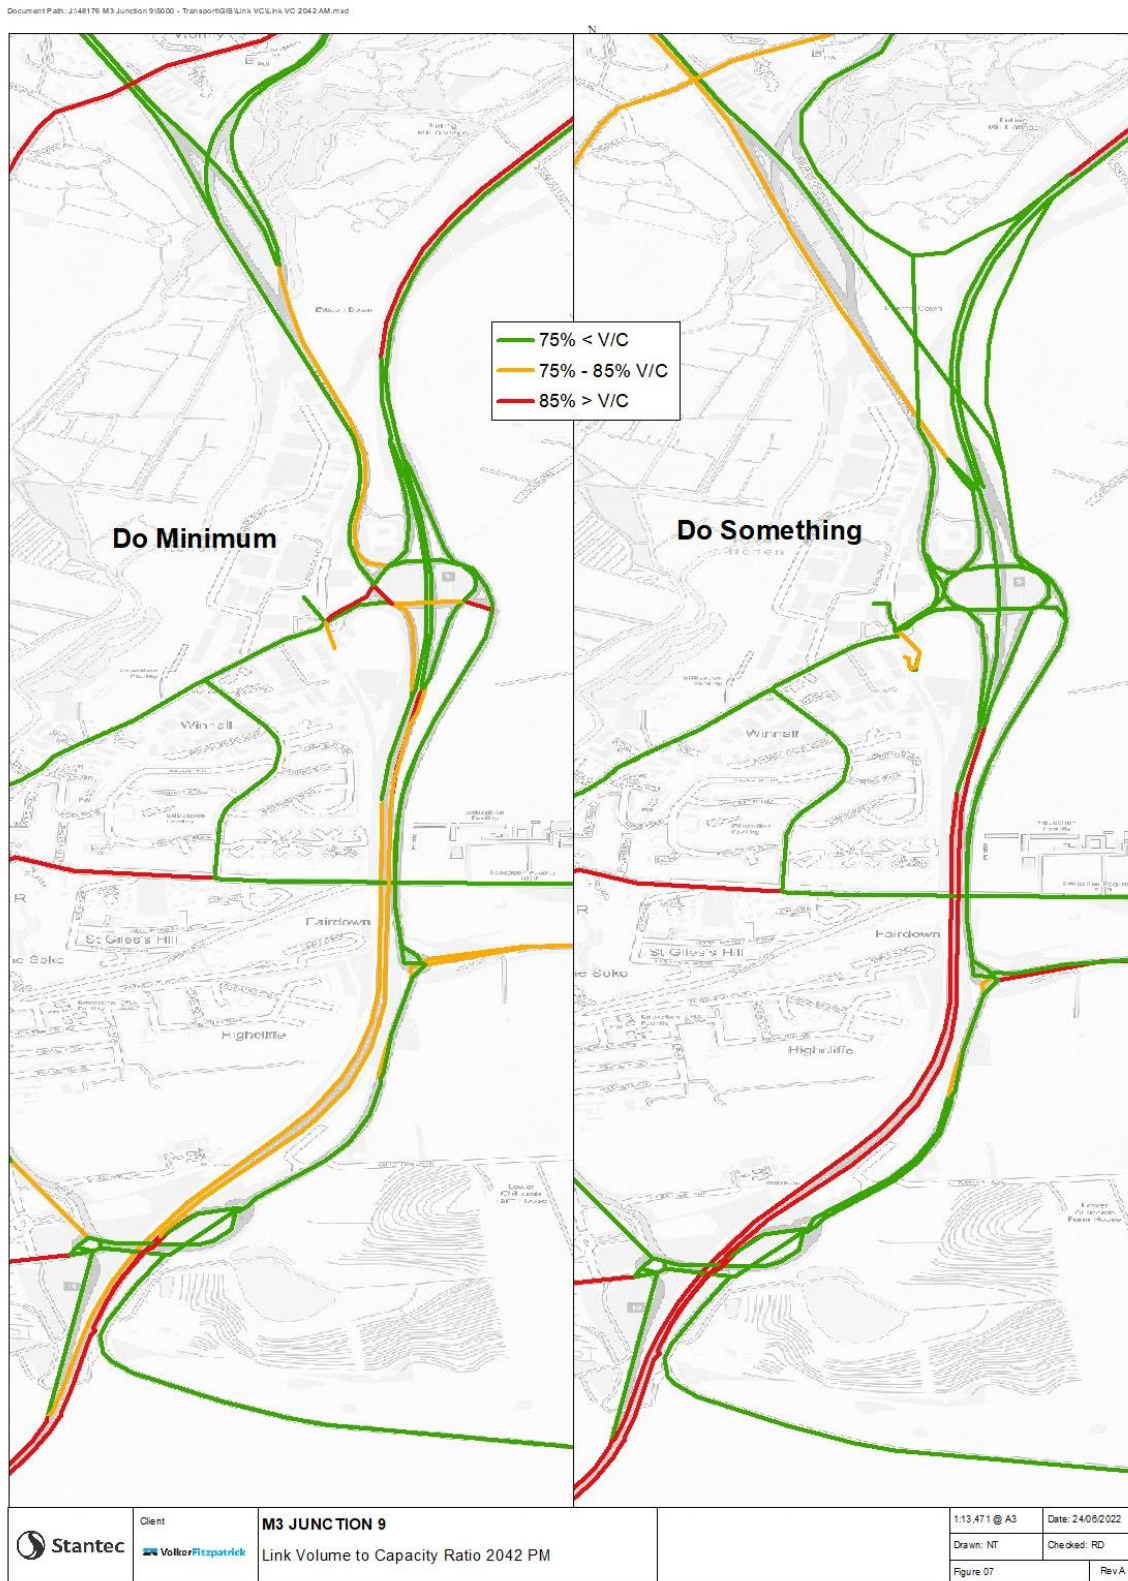 Document Path: J:\48176 M3 Junction 9\5000 - Transport\GIS\Link VC\Link VC 2042 AM.mxd
N
75% < V/C
75% - 85% V/C
85% > V/C
Do Minimum
Do Something
Winnall
Winnall
Fairdown
Fairdown
St Giles's Hill
St Giles's Hill
Highcliffe
Highcliffe
Stantec
Client
VolkerFitzpatrick
M3 JUNCTION 9
Link Volume to Capacity Ratio 2042 PM
1:13,471 @ A3
Date: 24/06/2022
Drawn: NT
Checked: RD
Figure 07
Rev A